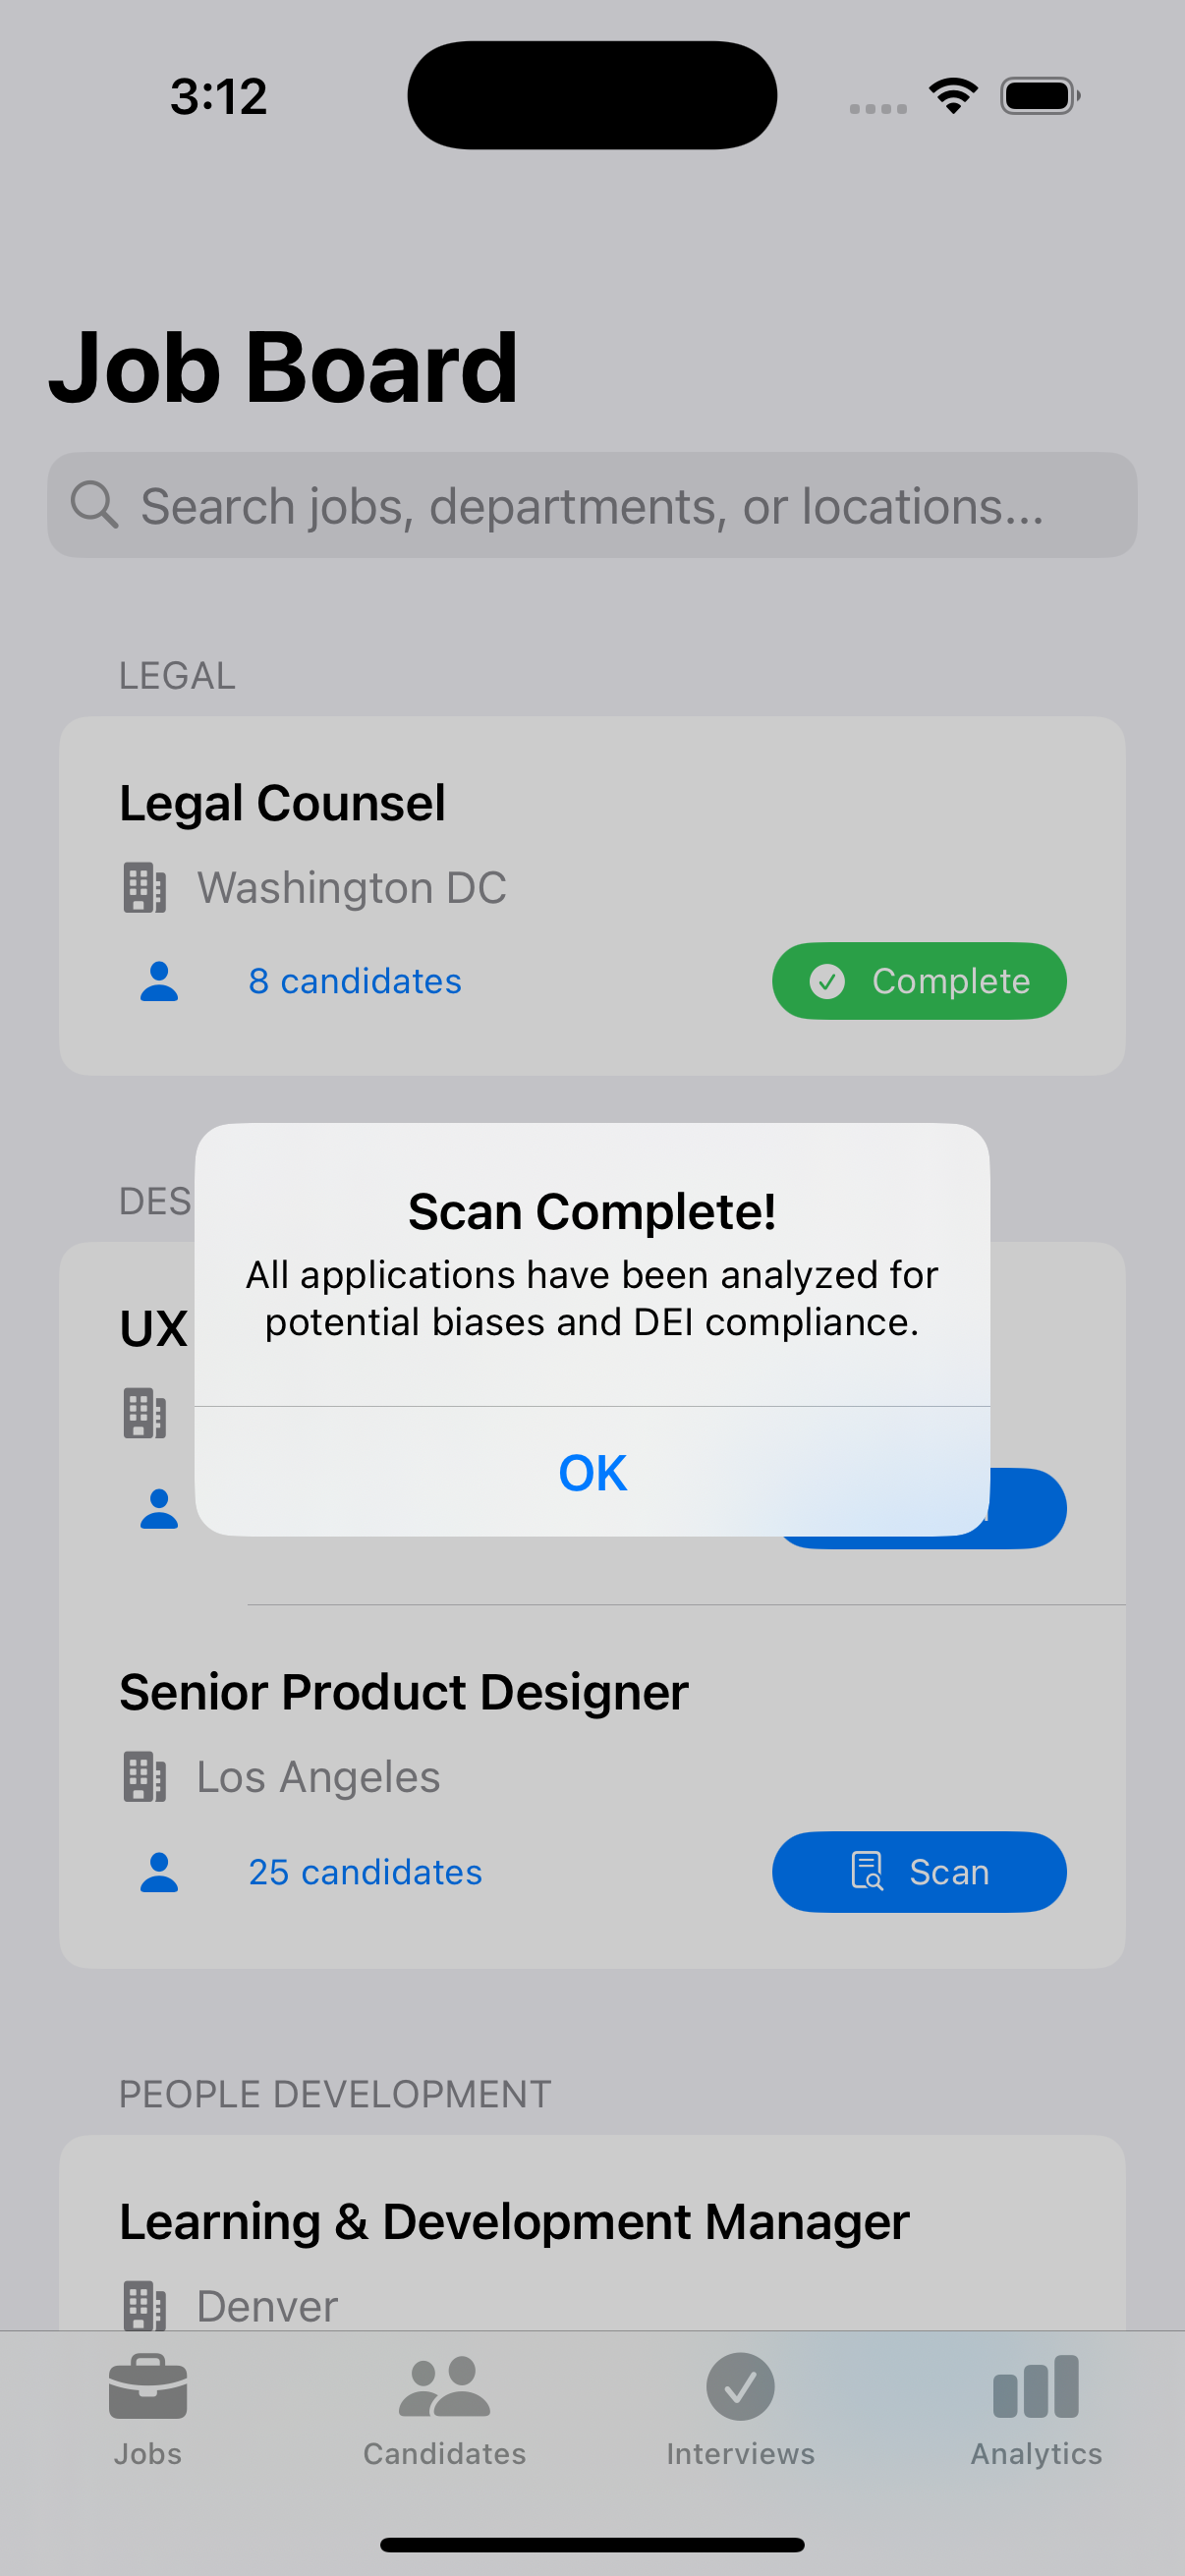 3:12
Job Board
Search jobs, departments, or locations...
LEGAL
Legal Counsel
Washington DC
8 candidates
Complete
DES
Scan Complete!
All applications have been analyzed for
potential biases and DEI compliance.
OK
UX
Senior Product Designer
Los Angeles
25 candidates
Scan
PEOPLE DEVELOPMENT
Learning & Development Manager
Denver
Jobs
Candidates
Interviews
Analytics